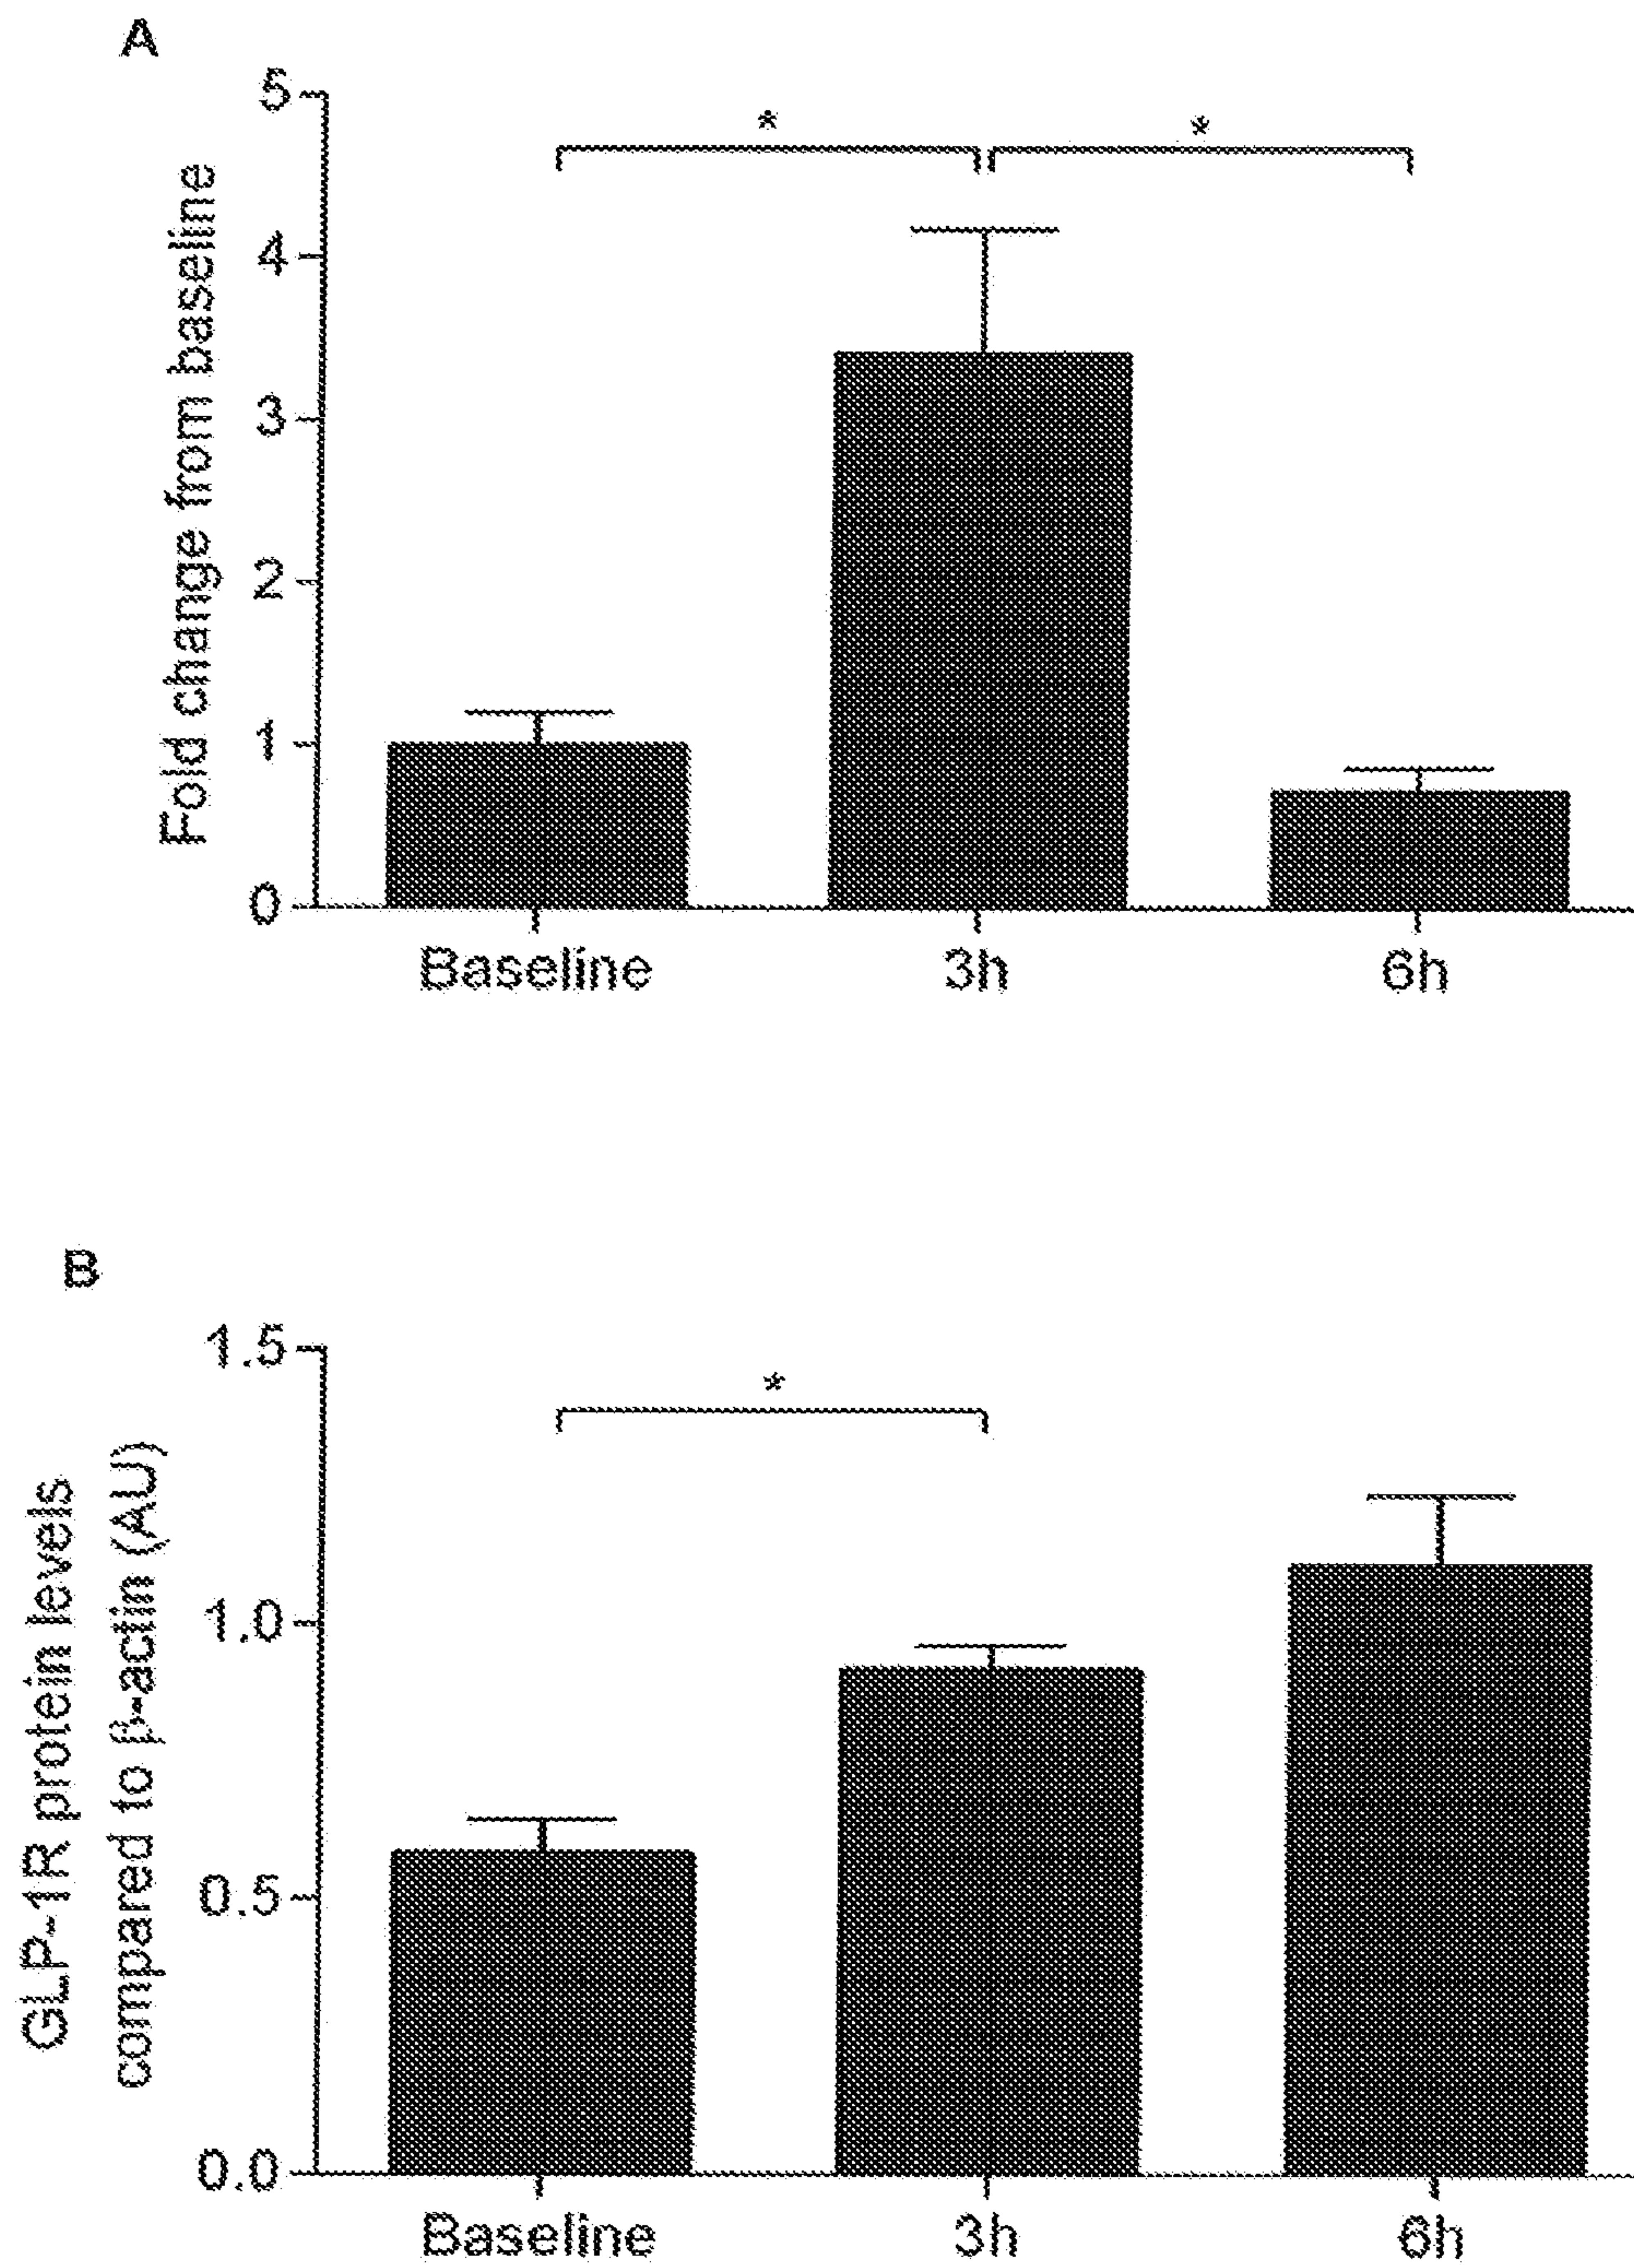 A
5
4
3
2
1
0
Fold change from baseline
*
*
Baseline
3h
6h
B
1.5
1.0
0.5
0.0
GLP-1R protein levels
compared to β-actin (AU)
*
Baseline
3h
6h